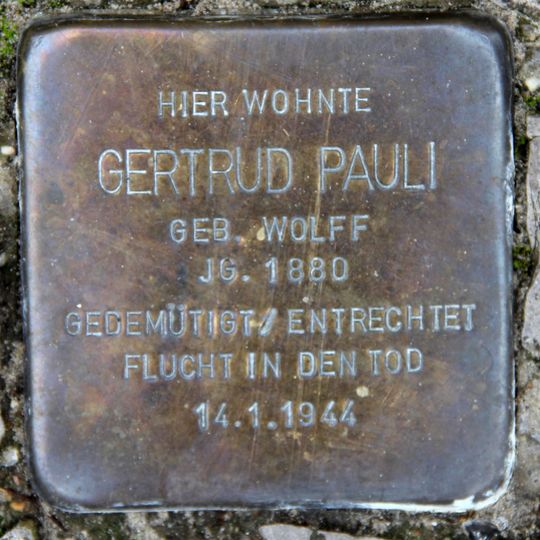 HIER WOHNTE
GERTRUD PAULI
GEB. WOLFF
JG. 1880
GEDEMÜTIGT/ENTRECHTET
FLUCHT IN DEN TOD
14.1.1944